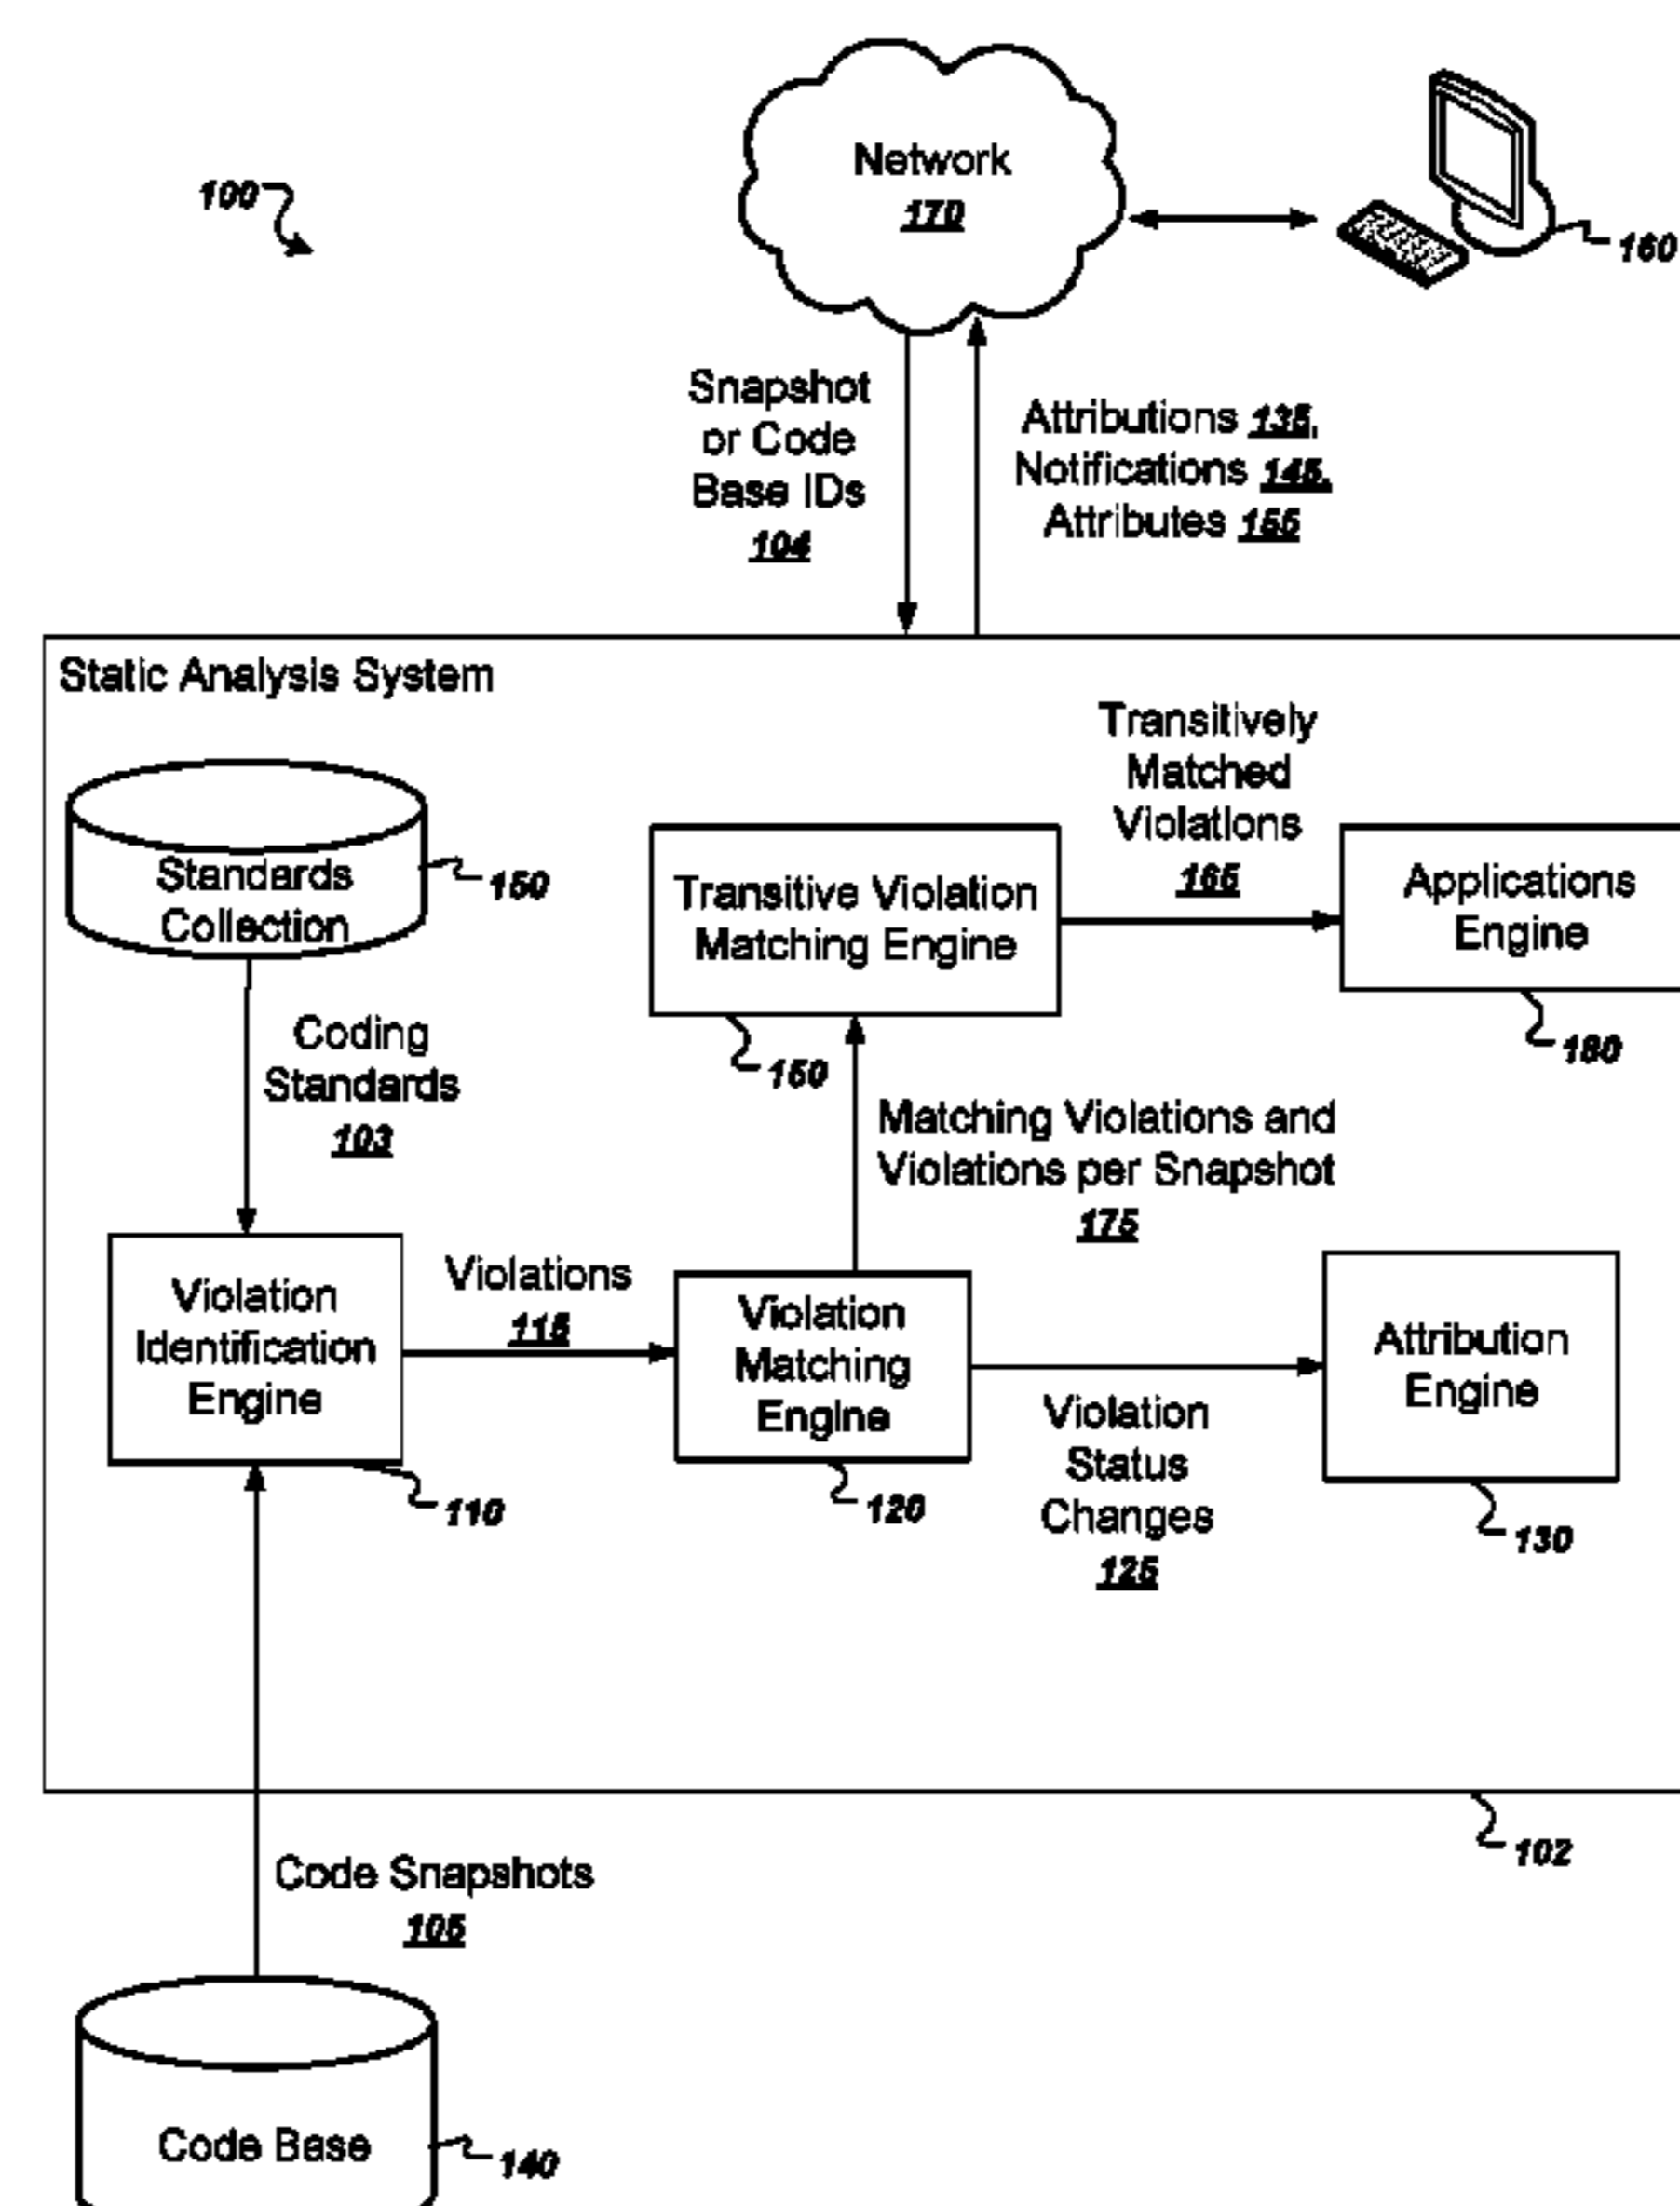 100
Network
170
160
Snapshot
or Code
Base IDs
104
Attributions 135,
Notifications 145,
Attributes 155
Static Analysis System
Standards
Collection
150
Coding
Standards
103
Transitive Violation
Matching Engine
150
Transitively
Matched
Violations
165
Applications
Engine
180
Matching Violations and
Violations per Snapshot
175
Violation
Identification
Engine
110
Violations
115
Violation
Matching
Engine
120
Violation
Status
Changes
125
Attribution
Engine
130
102
Code Snapshots
105
Code Base
140